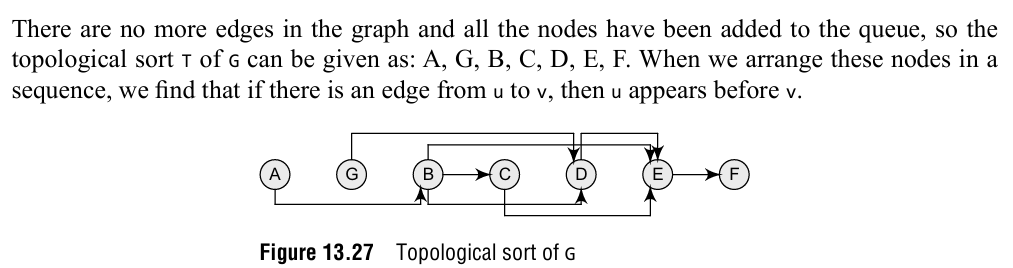 There are no more edges in the graph and all the nodes have been added to the queue, so the
topological sort T of G can be given as: A, G, B, C, D, E, F. When we arrange these nodes in a
sequence, we find that if there is an edge from u to v, then u appears before v.
A G B C D E F
Figure 13.27 Topological sort of G